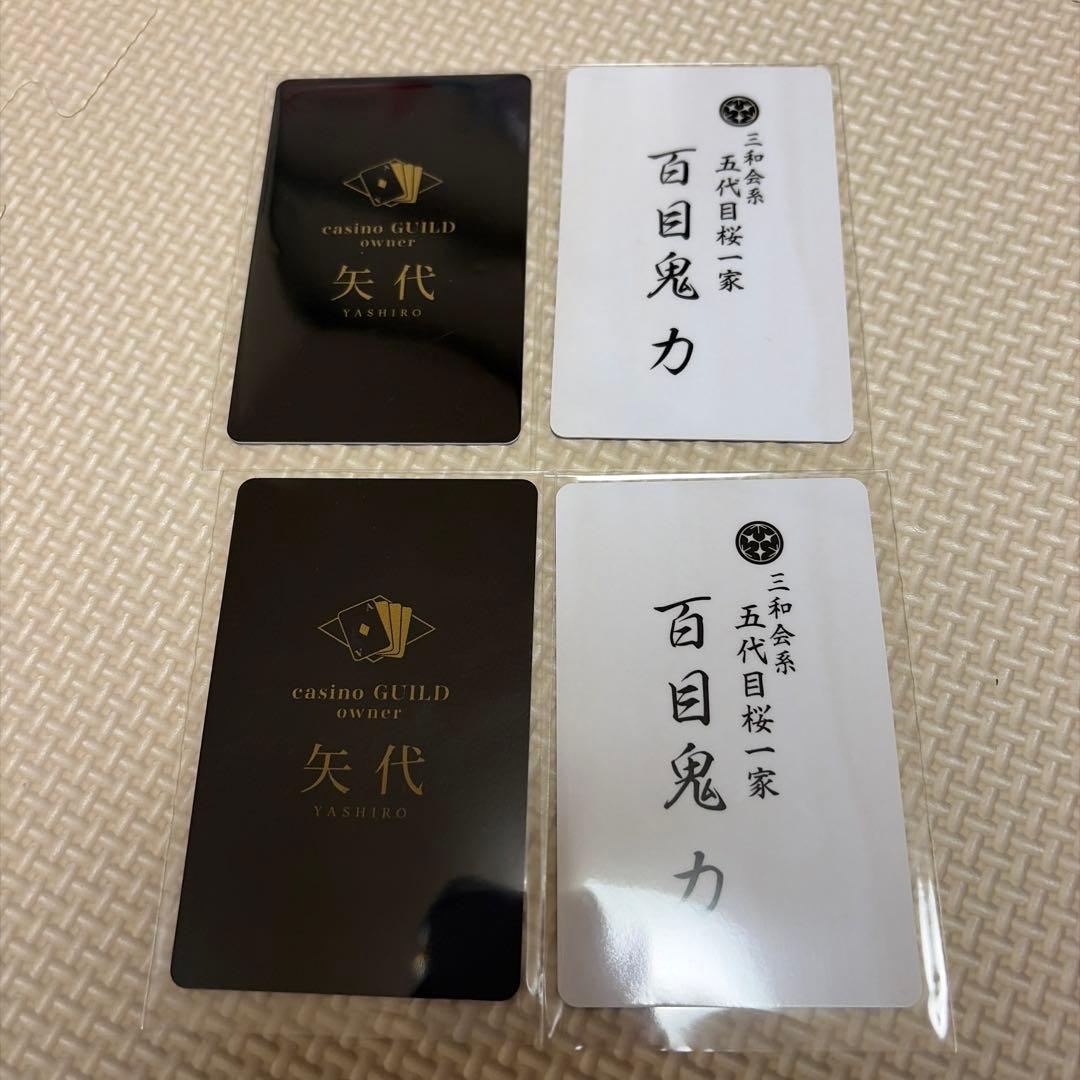 casino GUILD
owner
矢代
YASHIRO
三和会系
五代目桜一家
百目鬼 力
casino GUILD
owner
矢代
YASHIRO
三和会系
五代目桜一家
百目鬼 力